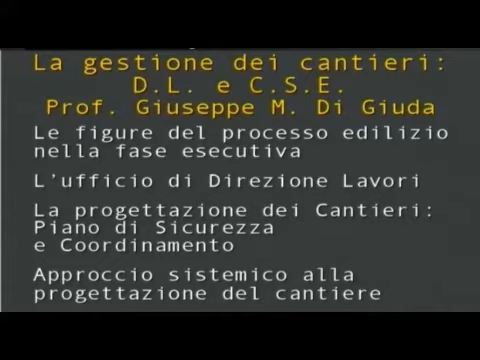 La gestione dei cantieri:
D.L. e C.S.E.
Prof. Giuseppe M. Di Giuda
Le figure del processo edilizio
nella fase esecutiva
L'ufficio di Direzione Lavori
La progettazione dei Cantieri:
Piano di Sicurezza
e Coordinamento
Approccio sistemico alla
progettazione del cantiere